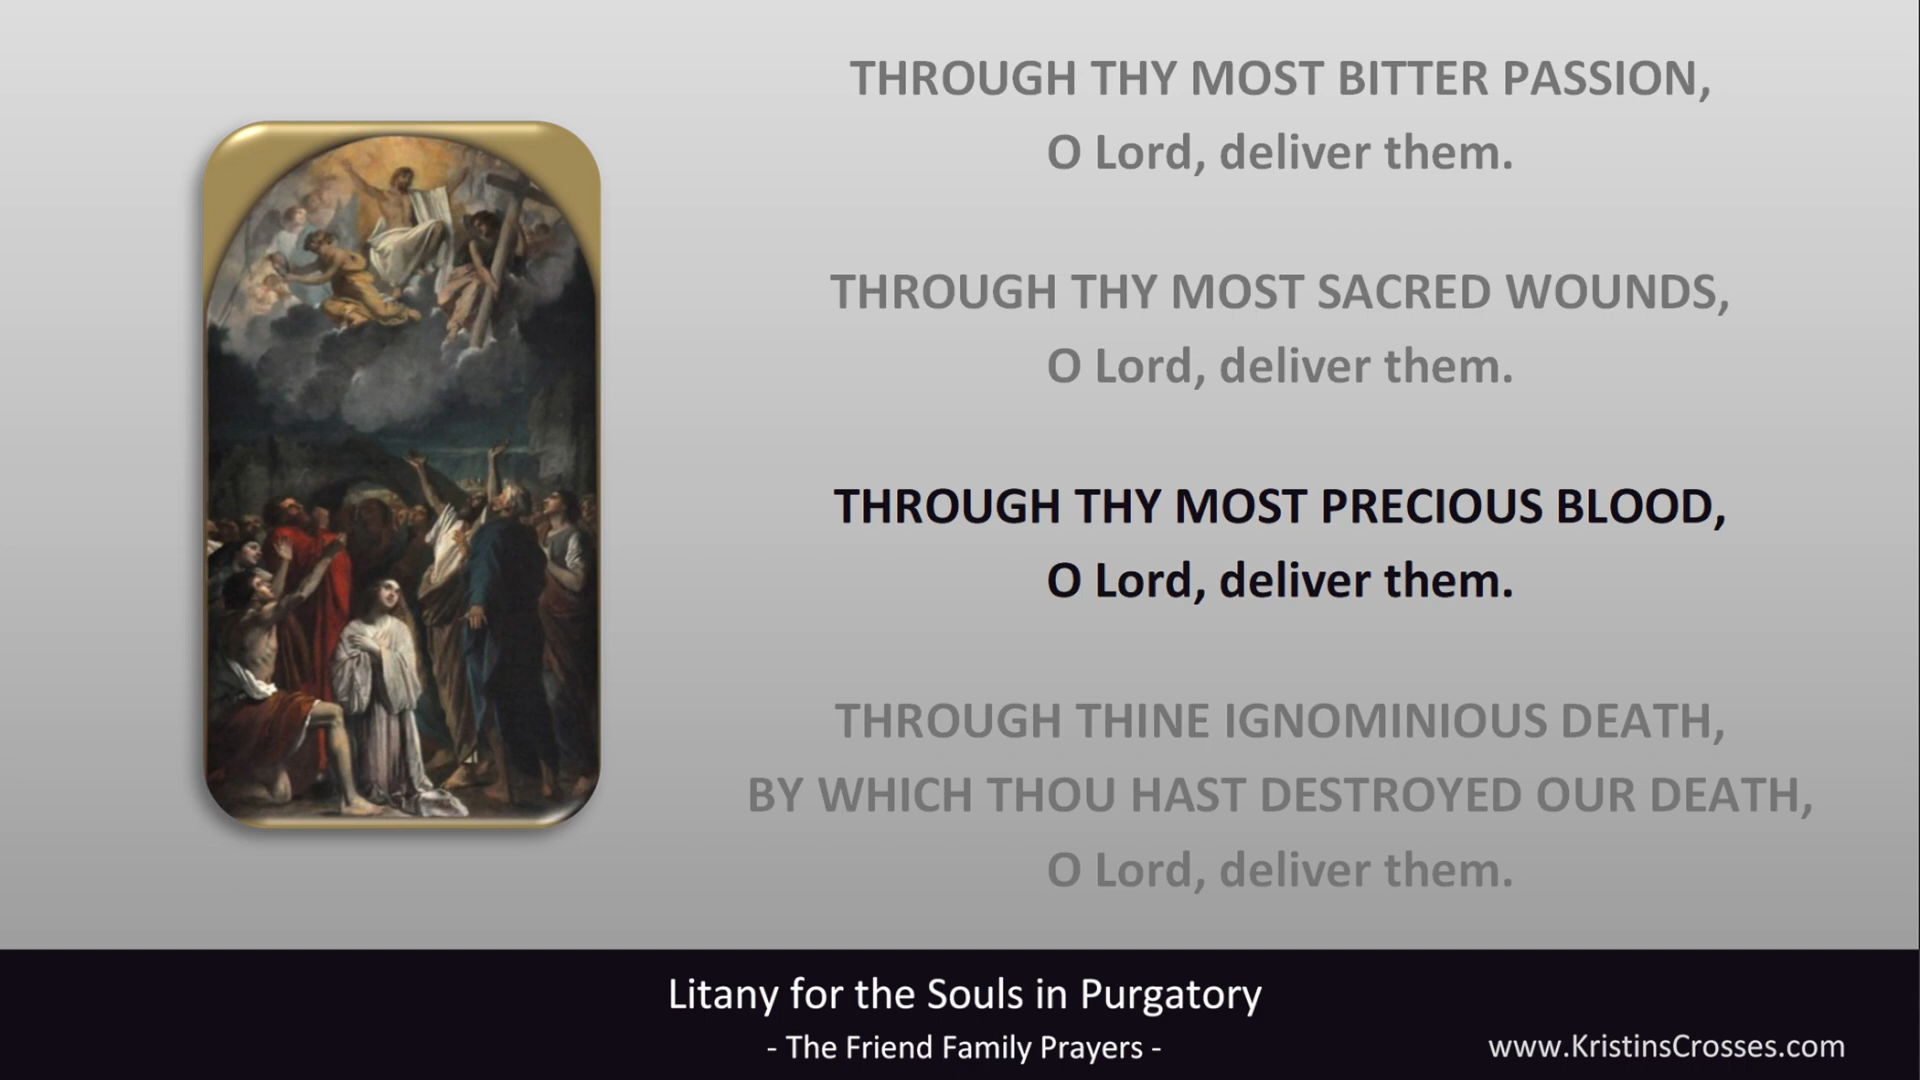 THROUGH THY MOST BITTER PASSION,
O Lord, deliver them.
THROUGH THY MOST SACRED WOUNDS,
O Lord, deliver them.
THROUGH THY MOST PRECIOUS BLOOD,
O Lord, deliver them.
THROUGH THINE IGNOMINIOUS DEATH,
BY WHICH THOU HAST DESTROYED OUR DEATH,
O Lord, deliver them.
Litany for the Souls in Purgatory
- The Friend Family Prayers -
www.KristinsCrosses.com